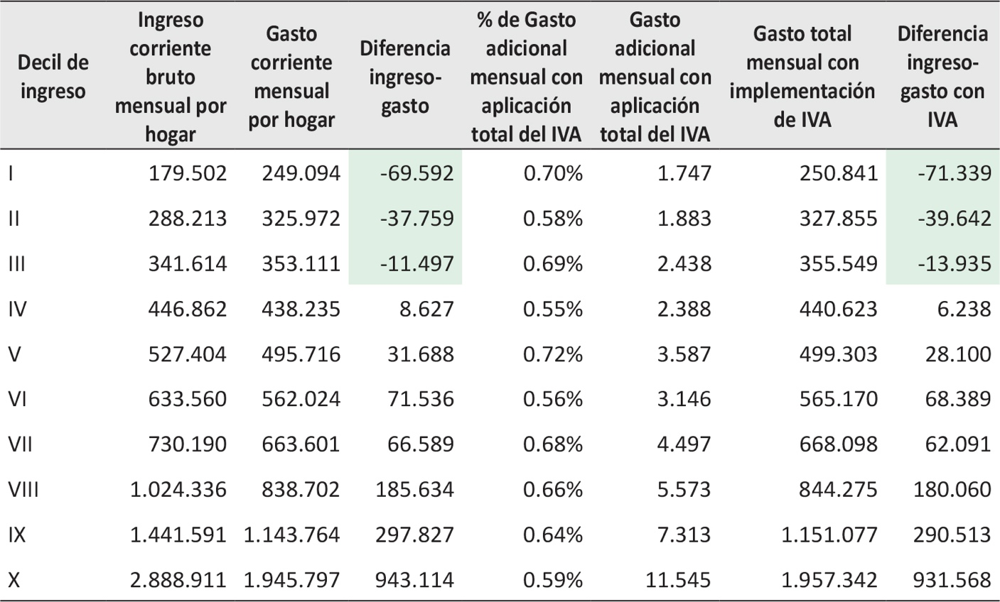 Decil de ingreso | Ingreso corriente bruto mensual por hogar | Gasto corriente mensual por hogar | Diferencia ingreso-gasto | % de Gasto adicional mensual con aplicación total del IVA | Gasto adicional mensual con aplicación total del IVA | Gasto total mensual con implementación de IVA | Diferencia ingreso-gasto con IVA
I 179.502 249.094 -69.592 0.70% 1.747 250.841 -71.339
II 288.213 325.972 -37.759 0.58% 1.883 327.855 -39.642
III 341.614 353.111 -11.497 0.69% 2.438 355.549 -13.935
IV 446.862 438.235 8.627 0.55% 2.388 440.623 6.238
V 527.404 495.716 31.688 0.72% 3.587 499.303 28.100
VI 633.560 562.024 71.536 0.56% 3.146 565.170 68.389
VII 730.190 663.601 66.589 0.68% 4.497 668.098 62.091
VIII 1.024.336 838.702 185.634 0.66% 5.573 844.275 180.060
IX 1.441.591 1.143.764 297.827 0.64% 7.313 1.151.077 290.513
X 2.888.911 1.945.797 943.114 0.59% 11.545 1.957.342 931.568